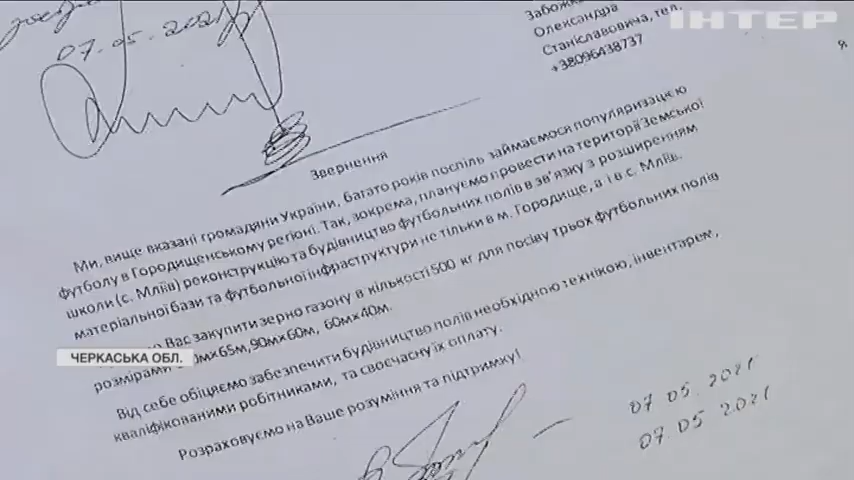 07.05.2021
Забожк
Олександра
Станіславовича, тел.
+38096438737
ІНТЕР
я
Звернення
Ми, вище вказані громадяни України, багато років поспіль займаємося популяризацією
футболу в Городищенському регіоні. Так, зокрема, плануємо провести на території Земської
школи (с. Мліїв) реконструкцію та будівництво футбольних полів в зв'язку з розширенням
матеріальної бази та футбольної інфраструктури не тільки в м. Городище, а і в с. Мліїв.
Вас закупити зерно газону в кількості 500 кг для посіву трьох футбольних полів
розмірами 0м×65м,90м×60м, 60м×40м.
Від себе обіцяємо забезпечити будівництво полів необхідною технікою, інвентарем,
кваліфікованими робітниками, та своєчасну їх оплату.
Розраховуємо на Ваше розуміння та підтримку!
ЧЕРКАСЬКА ОБЛ.
07 05. 2021
07.05 2021